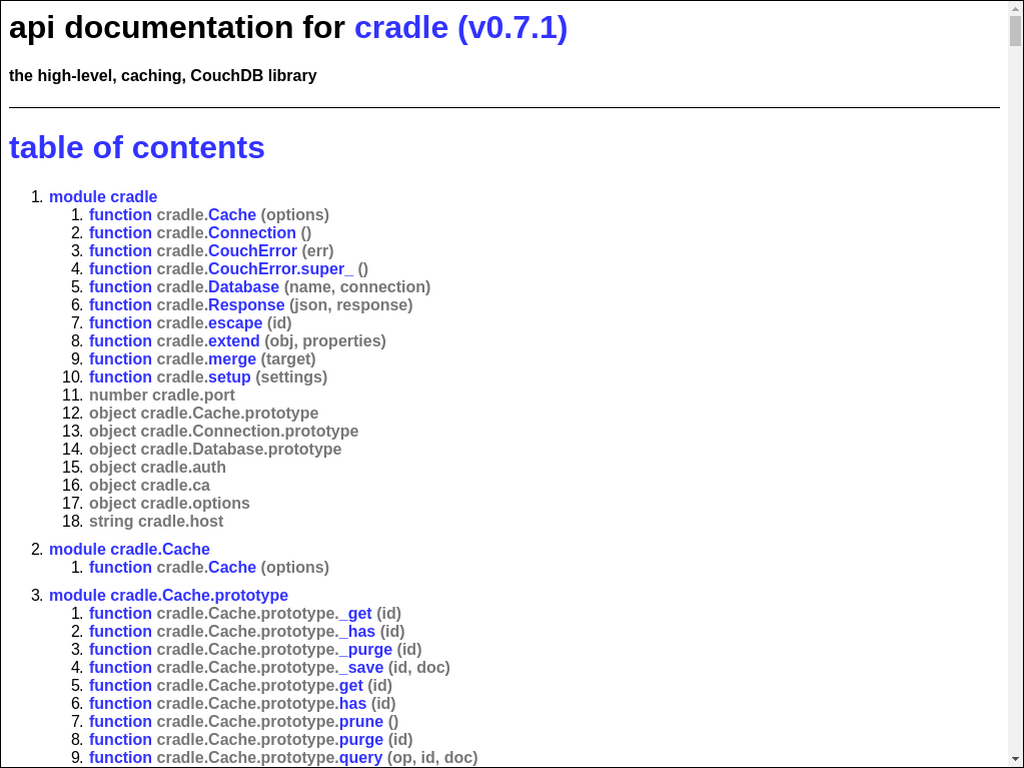 api documentation for cradle (v0.7.1)
the high-level, caching, CouchDB library
table of contents
1. module cradle
1. function cradle.Cache (options)
2. function cradle.Connection ()
3. function cradle.CouchError (err)
4. function cradle.CouchError.super_ ()
5. function cradle.Database (name, connection)
6. function cradle.Response (json, response)
7. function cradle.escape (id)
8. function cradle.extend (obj, properties)
9. function cradle.merge (target)
10. function cradle.setup (settings)
11. number cradle.port
12. object cradle.Cache.prototype
13. object cradle.Connection.prototype
14. object cradle.Database.prototype
15. object cradle.auth
16. object cradle.ca
17. object cradle.options
18. string cradle.host
2. module cradle.Cache
1. function cradle.Cache (options)
3. module cradle.Cache.prototype
1. function cradle.Cache.prototype._get (id)
2. function cradle.Cache.prototype._has (id)
3. function cradle.Cache.prototype._purge (id)
4. function cradle.Cache.prototype._save (id, doc)
5. function cradle.Cache.prototype.get (id)
6. function cradle.Cache.prototype.has (id)
7. function cradle.Cache.prototype.prune ()
8. function cradle.Cache.prototype.purge (id)
9. function cradle.Cache.prototype.query (op, id, doc)